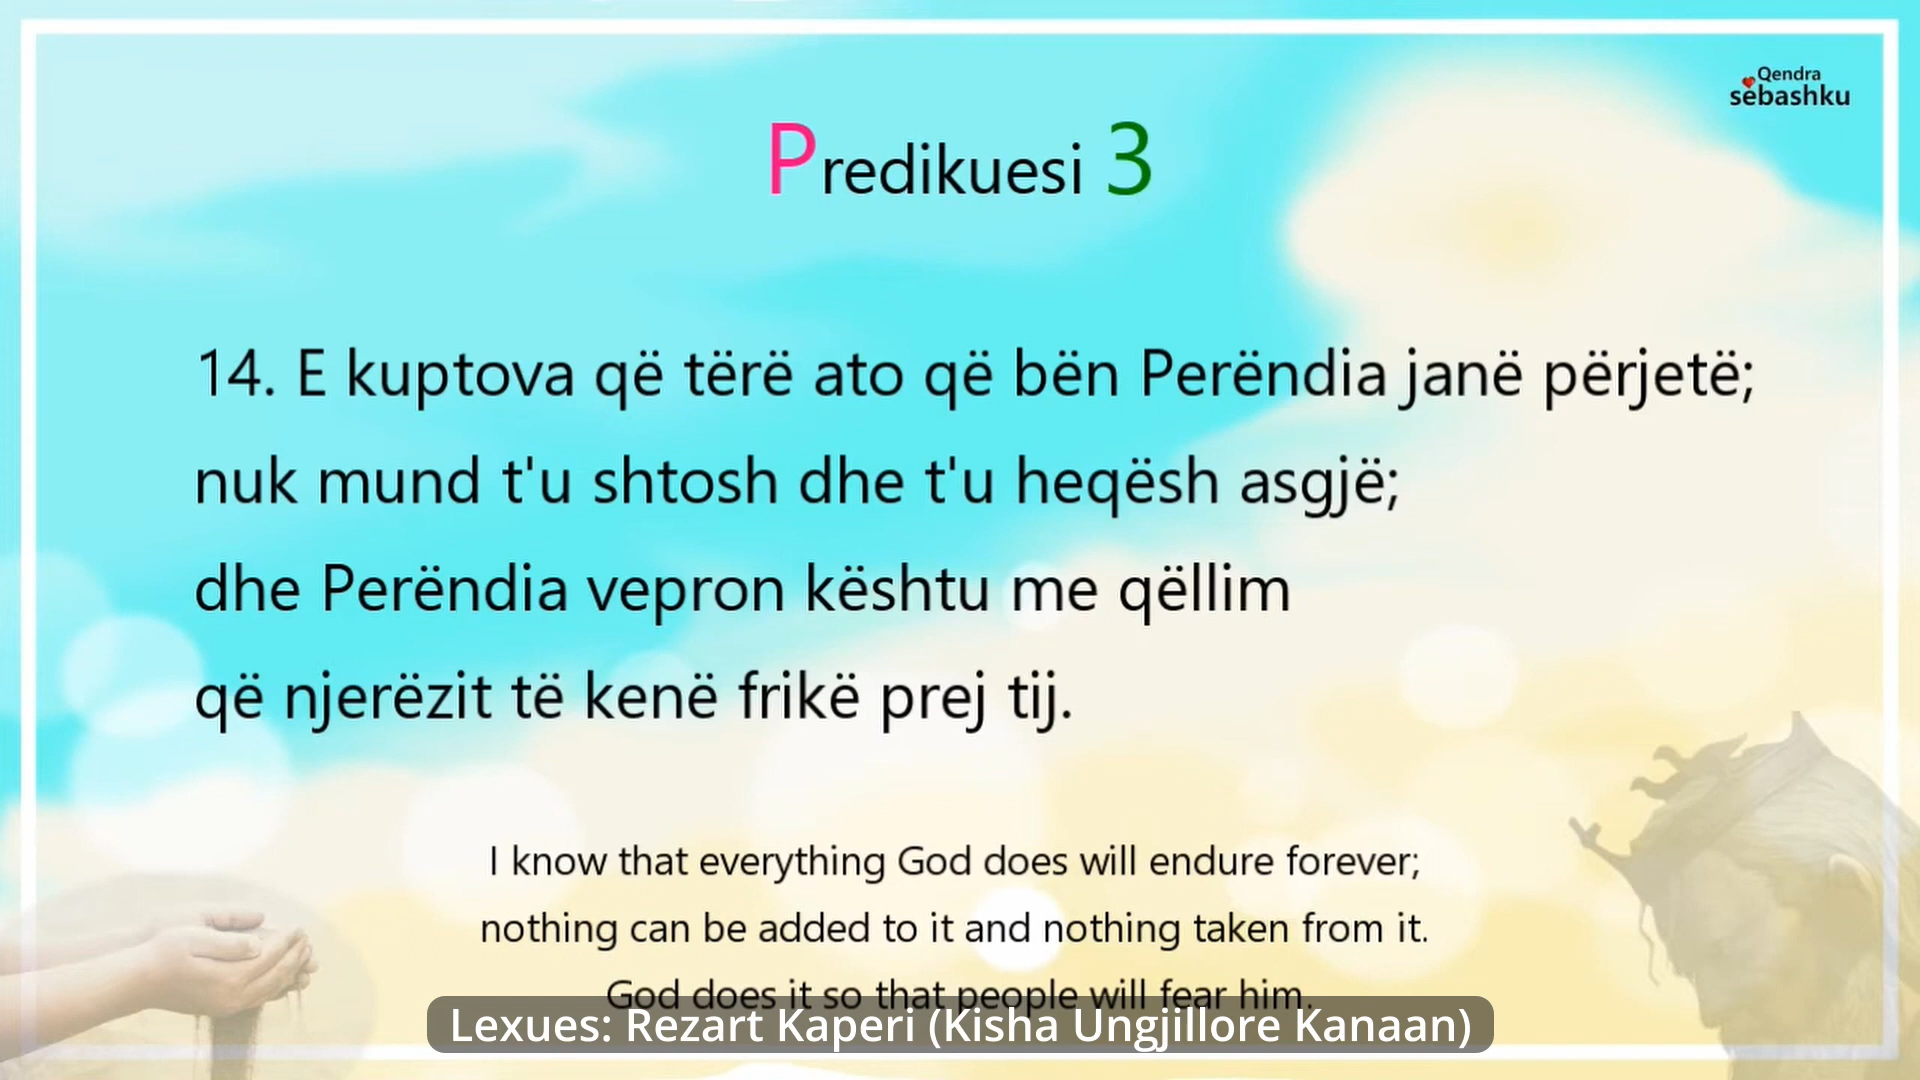 Qendra
sëbashku
Predikuesi 3
14. E kuptova që tërë ato që bën Perëndia janë përjetë;
nuk mund t'u shtosh dhe t'u heqësh asgjë;
dhe Perëndia vepron kështu me qëllim
që njerëzit të kenë frikë prej tij.
I know that everything God does will endure forever;
nothing can be added to it and nothing taken from it.
God does it so that people will fear him.
Lexues: Rezart Kaperi (Kisha Ungjillore Kanaan)